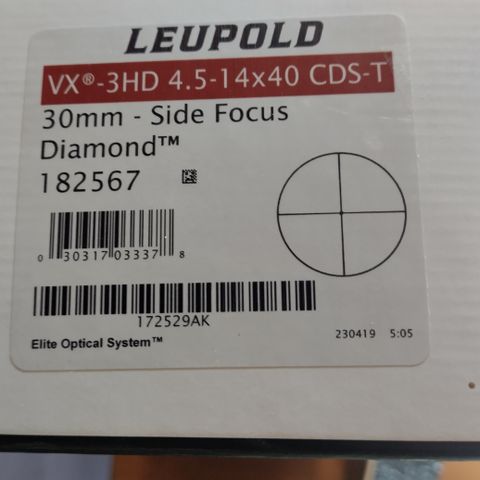 LEUPOLD
VX®-3HD 4.5-14x40 CDS-T
30mm - Side Focus
Diamond™
182567
0 30317 03337 8
172529AK
Elite Optical System™
230419 5:05